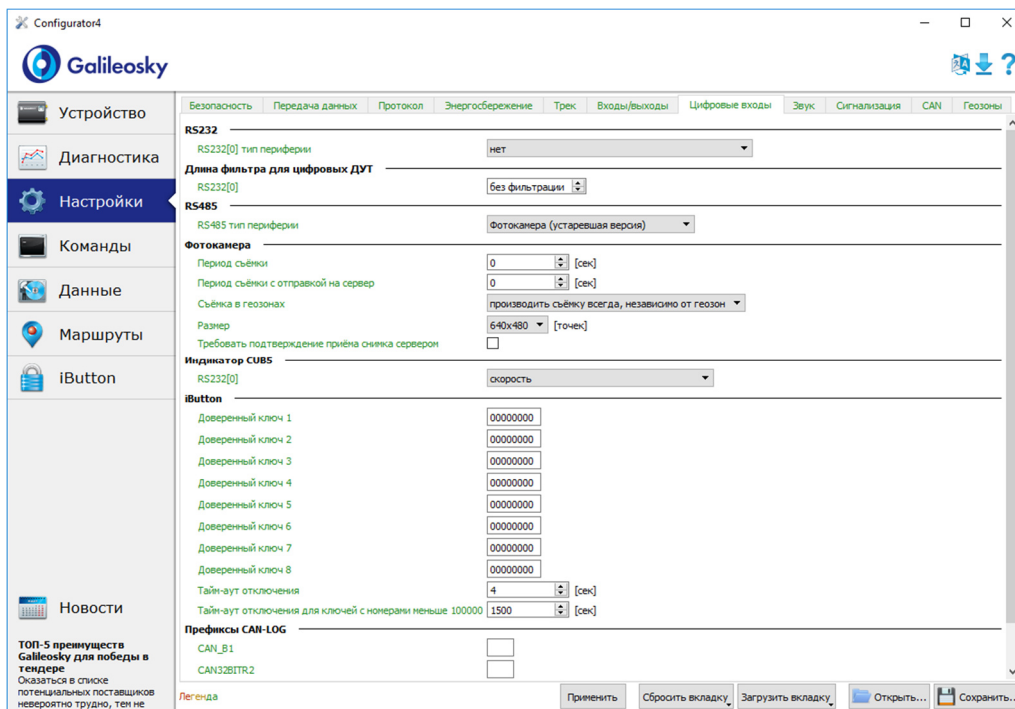 Configurator4
Galileosky
Устройство
Диагностика
Настройки
Команды
Данные
Маршруты
iButton
Новости
ТОП-5 преимуществ
Galileosky для победы в
тендере
Оказаться в списке
потенциальных поставщиков
невероятно трудно, тем не
Безопасность Передача данных Протокол Энергосбережение Трек Входы/выходы Цифровые входы Звук Сигнализация CAN Геозоны
RS232
RS232[0] тип периферии нет
Длина фильтра для цифровых ДУТ
RS232[0] без фильтрации
RS485
RS485 тип периферии Фотокамера (устаревшая версия)
Фотокамера
Период съёмки 0 [сек]
Период съёмки с отправкой на сервер 0 [сек]
Съёмка в геозонах производить съёмку всегда, независимо от геозон
Размер 640x480 [точек]
Требовать подтверждение приёма снимка сервером
Индикатор CUB5
RS232[0] скорость
iButton
Доверенный ключ 1 00000000
Доверенный ключ 2 00000000
Доверенный ключ 3 00000000
Доверенный ключ 4 00000000
Доверенный ключ 5 00000000
Доверенный ключ 6 00000000
Доверенный ключ 7 00000000
Доверенный ключ 8 00000000
Тайм-аут отключения 4 [сек]
Тайм-аут отключения для ключей с номерами меньше 100000 1500 [сек]
Префиксы CAN-LOG
CAN_B1
CAN32BITR2
Легенда
Применить Сбросить вкладку Загрузить вкладку Открыть... Сохранить...